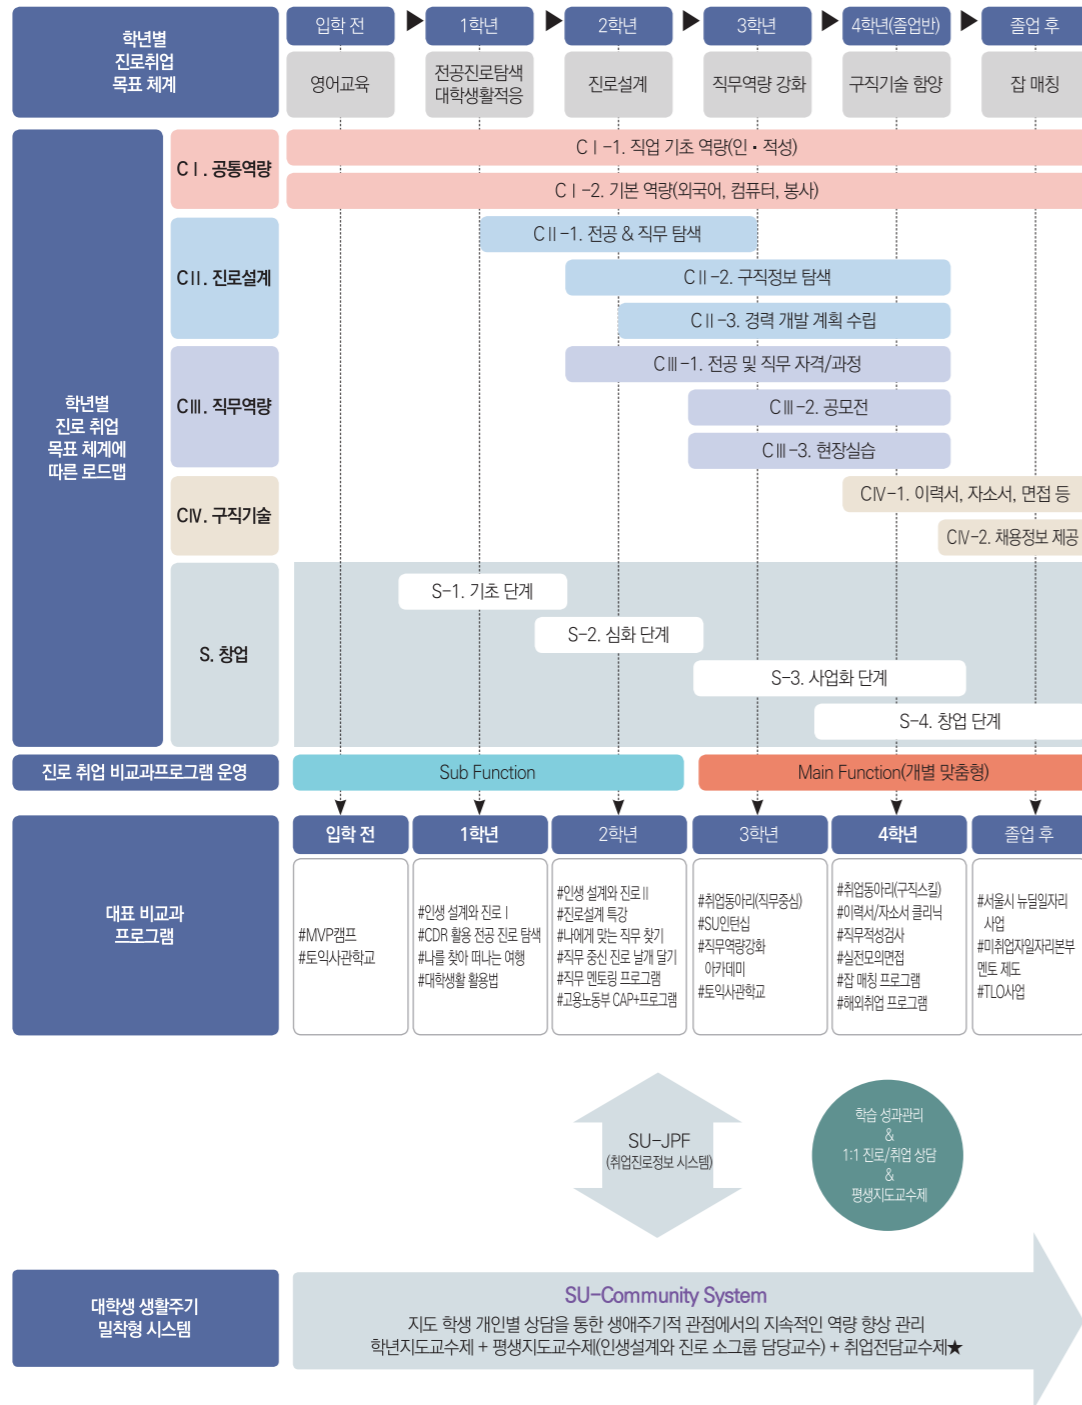 학년별
진로취업
목표 체계
입학 전
1학년
2학년
3학년
4학년(졸업반)
졸업 후
영어교육
전공진로탐색
대학생활적응
진로설계
직무역량 강화
구직기술 함양
잡 매칭
학년별
진로 취업
목표 체계에
따른 로드맵
CⅠ. 공통역량
CⅠ-1. 직업 기초 역량(인·적성)
CⅠ-2. 기본 역량(외국어, 컴퓨터, 봉사)
CⅡ. 진로설계
CⅡ-1. 전공 & 직무 탐색
CⅡ-2. 구직정보 탐색
CⅡ-3. 경력 개발 계획 수립
CⅢ. 직무역량
CⅢ-1. 전공 및 직무 자격/과정
CⅢ-2. 공모전
CⅢ-3. 현장실습
CⅣ. 구직기술
CⅣ-1. 이력서, 자소서, 면접 등
CⅣ-2. 채용정보 제공
S. 창업
S-1. 기초 단계
S-2. 심화 단계
S-3. 사업화 단계
S-4. 창업 단계
진로 취업 비교과프로그램 운영
Sub Function
Main Function(개별 맞춤형)
대표 비교과
프로그램
입학 전
#MVP캠프
#토익사관학교
1학년
#인생 설계와 진로Ⅰ
#CDR 활용 전공 진로 탐색
#나를 찾아 떠나는 여행
#대학생활 활용법
2학년
#인생 설계와 진로Ⅱ
#진로설계 특강
#나에게 맞는 직무 찾기
#직무 중신 진로 날개 달기
#직무 멘토링 프로그램
#고용노동부 CAP+프로그램
3학년
#취업동아리(직무중심)
#SU인턴십
#직무역량강화
아카데미
#토익사관학교
4학년
#취업동아리(구직스킬)
#이력서/자소서 클리닉
#직무적성검사
#실전모의면접
#잡 매칭 프로그램
#해외취업 프로그램
졸업 후
#서울시 뉴딜일자리
사업
#미취업자일자리본부
멘토 제도
#TLO사업
SU-JPF
(취업진로정보 시스템)
학습 성과관리
&
1:1 진로/취업 상담
&
평생지도교수제
대학생 생활주기
밀착형 시스템
SU-Community System
지도 학생 개인별 상담을 통한 생애주기적 관점에서의 지속적인 역량 향상 관리
학년지도교수제 + 평생지도교수제(인생설계와 진로 소그룹 담당교수) + 취업전담교수제★